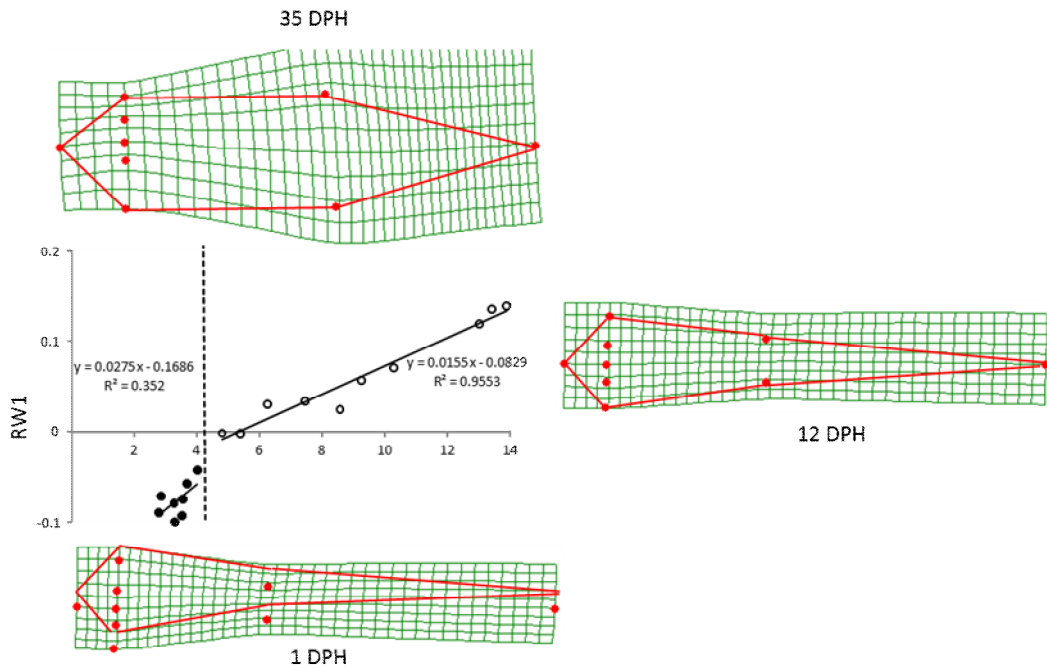 35 DPH
0.2
0.1
0
-0.1
RW1
y = 0.0275x - 0.1686
R² = 0.352
y = 0.0155x - 0.0829
R² = 0.9553
2 4 6 8 10 12 14
12 DPH
1 DPH